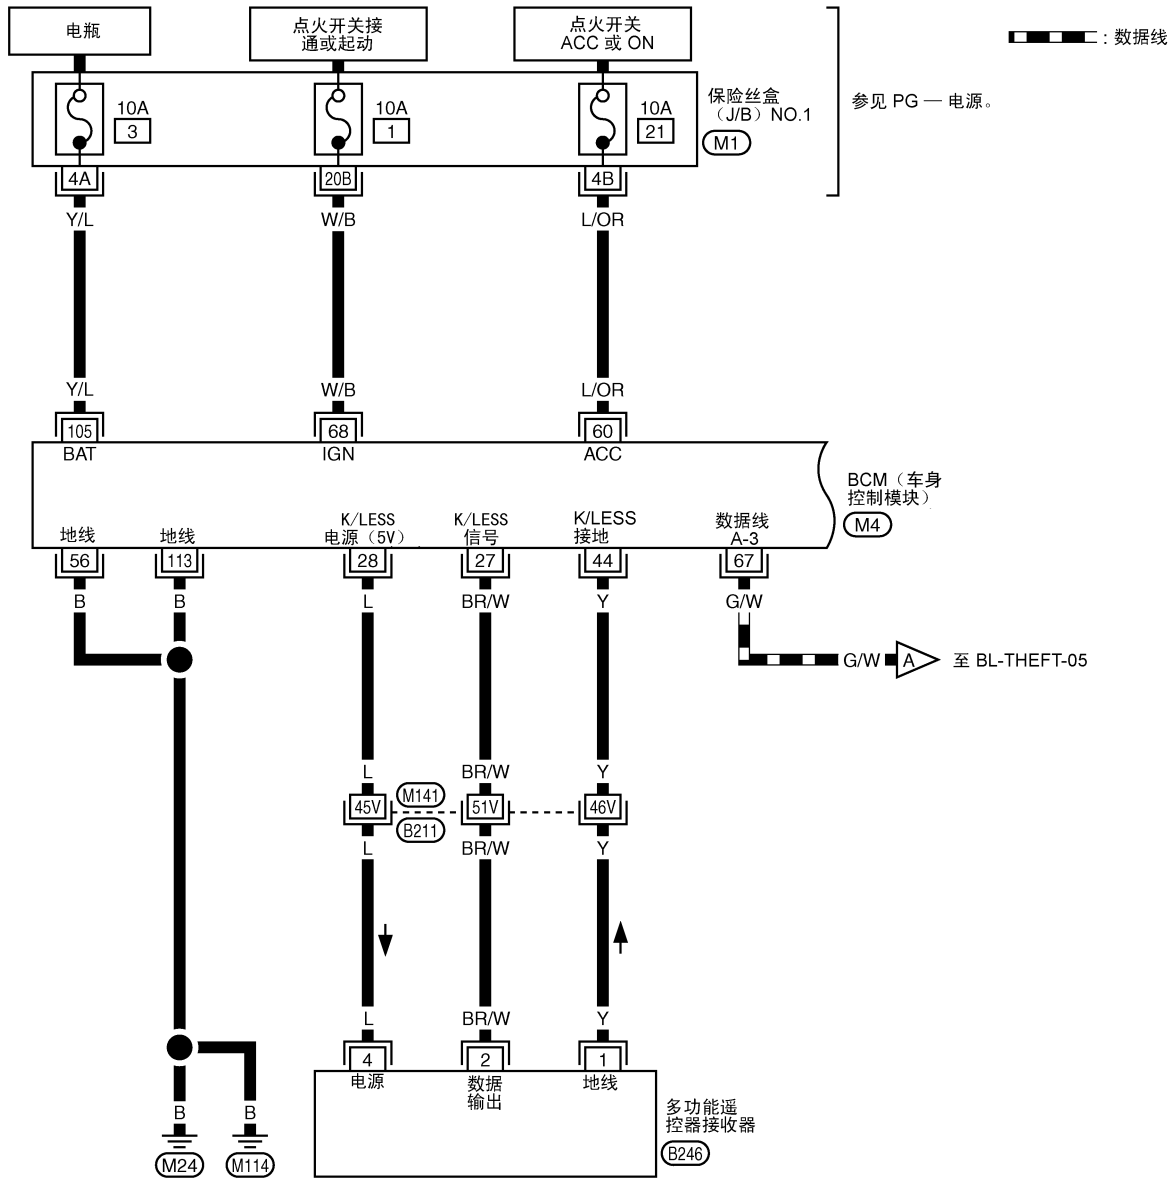 电瓶
点火开关接
通或起动
点火开关
ACC 或 ON
: 数据线
10A
3
10A
1
10A
21
保险丝盒
（J/B）NO.1
M1
参见 PG — 电源。
4A
20B
4B
Y/L
W/B
L/OR
Y/L
W/B
L/OR
105
68
60
BAT
IGN
ACC
BCM（车身
控制模块）
M4
地线
地线
K/LESS
电源（5V）
K/LESS
信号
K/LESS
接地
数据线
A-3
56
113
28
27
44
67
B
B
L
BR/W
Y
G/W
G/W
A
至 BL-THEFT-05
L
BR/W
Y
45V
M141
51V
46V
B211
L
BR/W
Y
L
BR/W
Y
4
2
1
电源
数据
输出
地线
多功能遥
控器接收器
B246
B
B
M24
M114